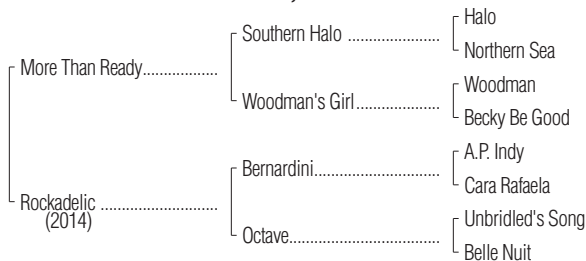 Halo
Southern Halo ....................
Northern Sea
More Than Ready..................
Woodman
Woodman's Girl....................
Becky Be Good
A.P. Indy
Bernardini..............................
Cara Rafaela
Rockadelic ............................
(2014)
Unbridled's Song
Octave....................................
Belle Nuit